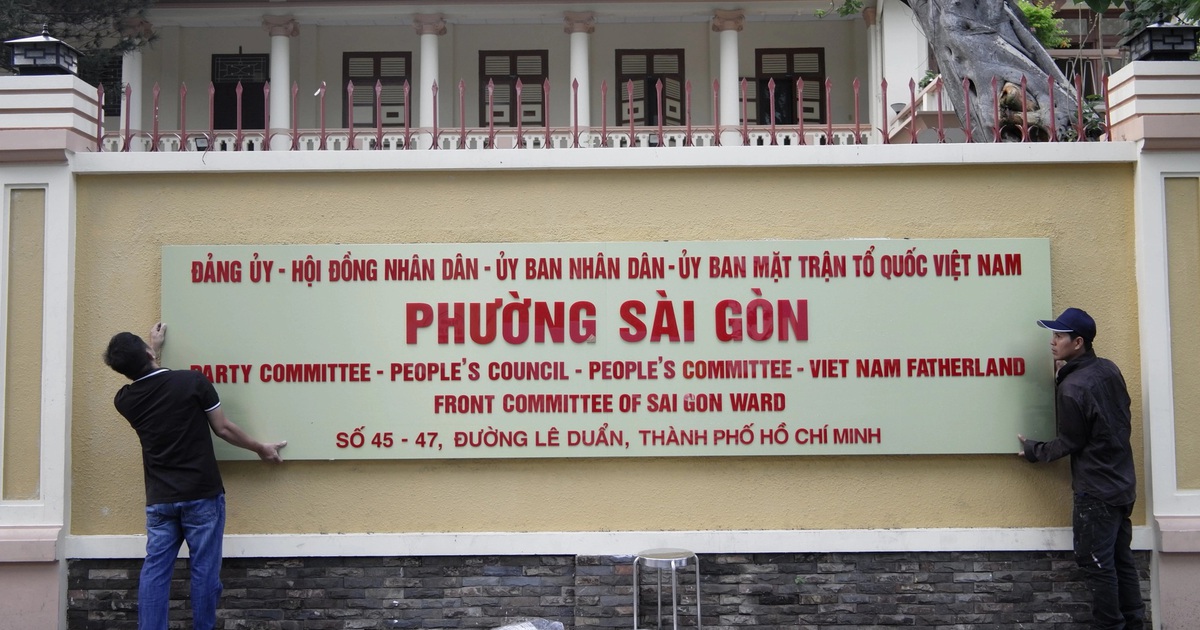 ĐẢNG ỦY - HỘI ĐỒNG NHÂN DÂN - ỦY BAN NHÂN DÂN - ỦY BAN MẶT TRẬN TỔ QUỐC VIỆT NAM
PHƯỜNG SÀI GÒN
PARTY COMMITTEE - PEOPLE'S COUNCIL - PEOPLE'S COMMITTEE - VIET NAM FATHERLAND
FRONT COMMITTEE OF SAI GON WARD
SỐ 45 - 47, ĐƯỜNG LÊ DUẨN, THÀNH PHỐ HỒ CHÍ MINH